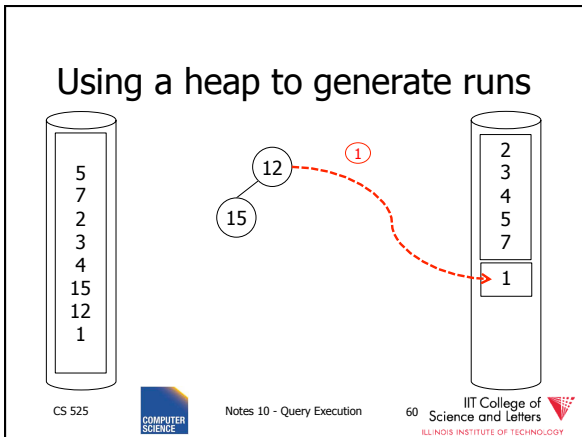 Using a heap to generate runs
5
7
2
3
4
15
12
1
12
15
1
2
3
4
5
7
1
CS 525
COMPUTER
SCIENCE
Notes 10 - Query Execution
60
IIT College of
Science and Letters
ILLINOIS INSTITUTE OF TECHNOLOGY